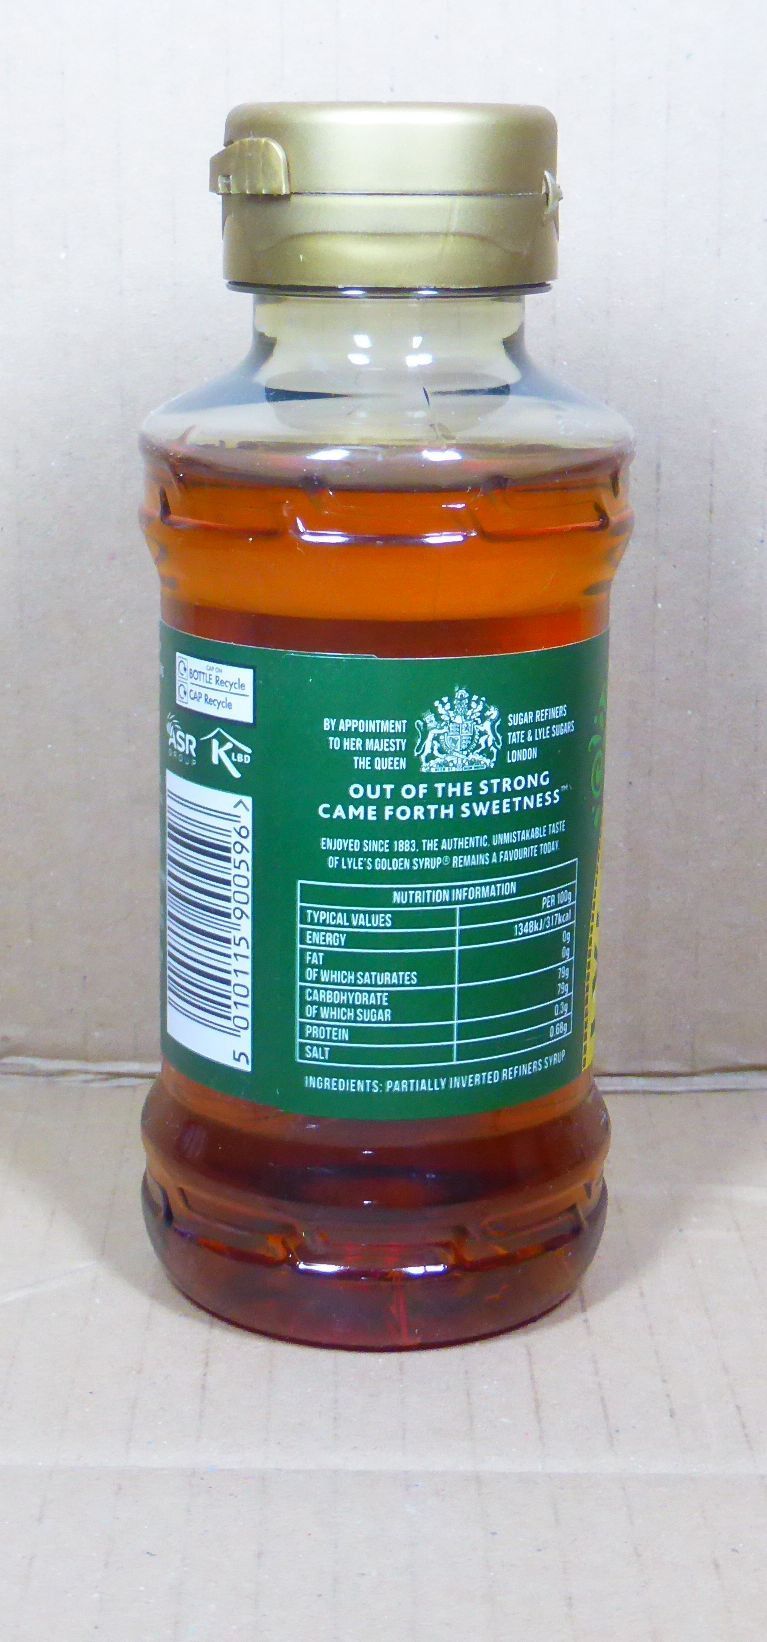 CAP ON
BOTTLE Recycle
CAP Recycle
ASR
GROUP
K LBD
5 010115 900596 >
BY APPOINTMENT
TO HER MAJESTY
THE QUEEN
SUGAR REFINERS
TATE & LYLE SUGARS
LONDON
OUT OF THE STRONG
CAME FORTH SWEETNESS™
ENJOYED SINCE 1883, THE AUTHENTIC, UNMISTAKABLE TASTE
OF LYLE'S GOLDEN SYRUP® REMAINS A FAVOURITE TODAY.
NUTRITION INFORMATION
TYPICAL VALUES PER 100g
ENERGY 1348kJ/317kcal
FAT 0g
OF WHICH SATURATES 0g
CARBOHYDRATE 79g
OF WHICH SUGAR 79g
PROTEIN 0.3g
SALT 0.68g
INGREDIENTS: PARTIALLY INVERTED REFINERS SYRUP